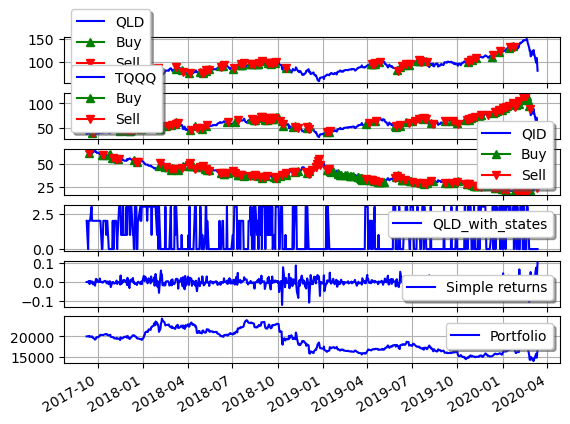 QLD
Buy
Sell
150
100
TQQQ
Buy
Sell
100
50
QID
Buy
Sell
50
25
2.5
0.0
QLD_with_states
0.1
0.0
−0.1
Simple returns
20000
15000
Portfolio
2017-10
2018-01
2018-04
2018-07
2018-10
2019-01
2019-04
2019-07
2019-10
2020-01
2020-04